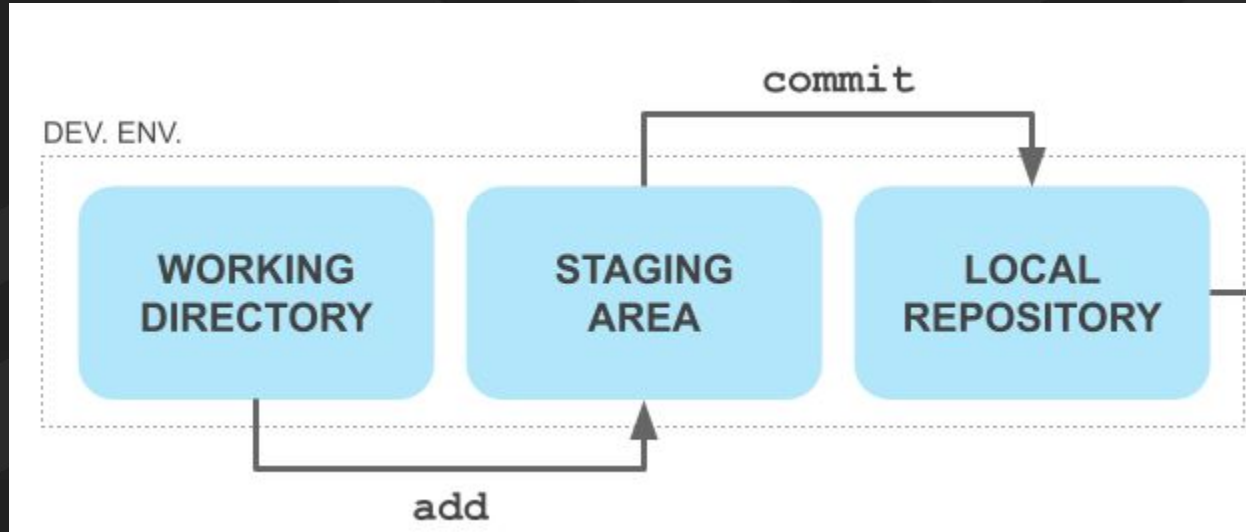 commit
DEV. ENV.
WORKING
DIRECTORY
STAGING
AREA
LOCAL
REPOSITORY
add